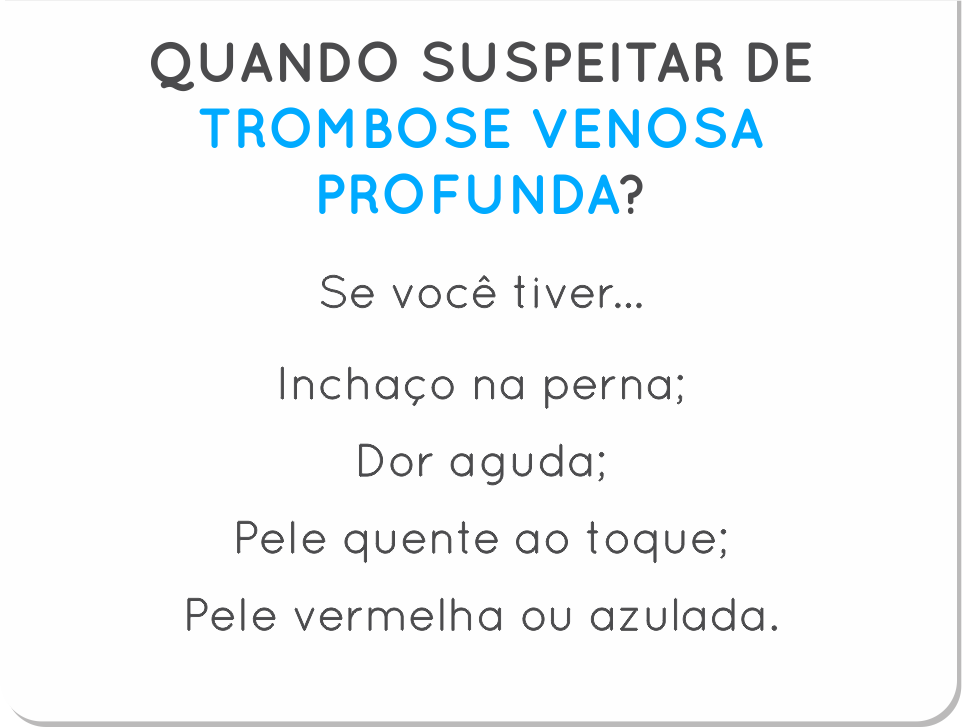 QUANDO SUSPEITAR DE
TROMBOSE VENOSA
PROFUNDA?
Se você tiver...
Inchaço na perna;
Dor aguda;
Pele quente ao toque;
Pele vermelha ou azulada.